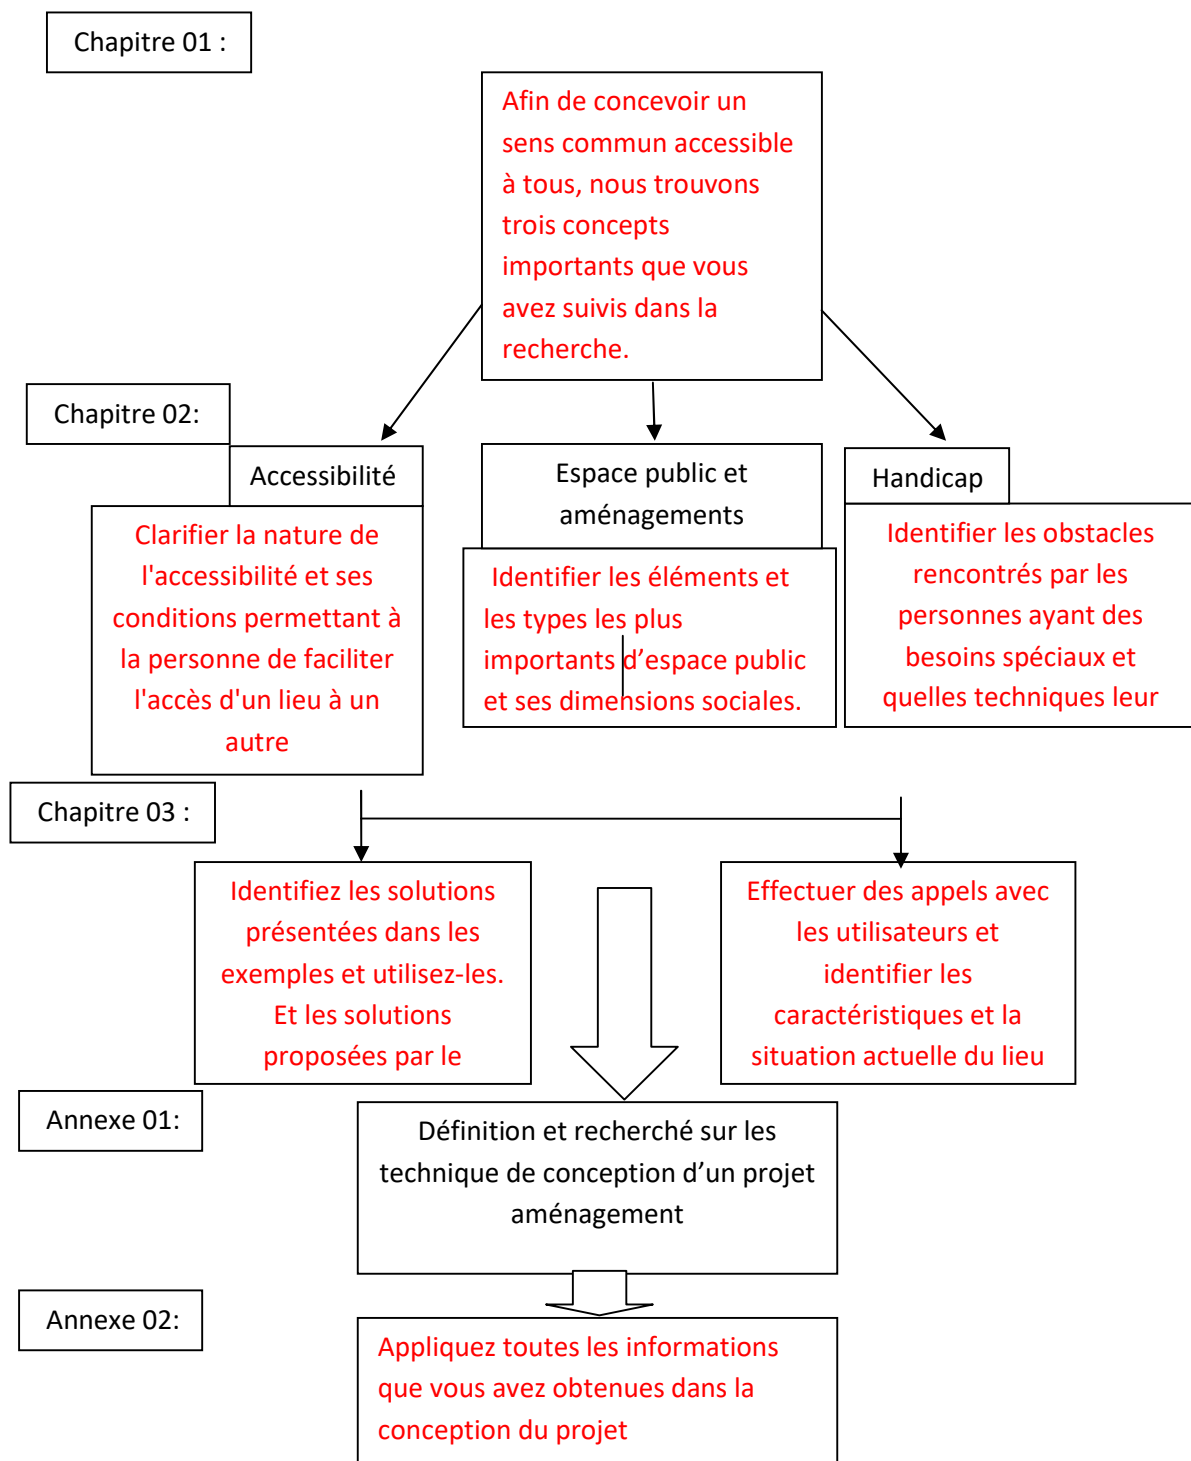 Chapitre 01 :
Afin de concevoir un
sens commun accessible
à tous, nous trouvons
trois concepts
importants que vous
avez suivis dans la
recherche.
Chapitre 02:
Accessibilité
Clarifier la nature de
l'accessibilité et ses
conditions permettant à
la personne de faciliter
l'accès d'un lieu à un
autre
Espace public et
aménagements
Identifier les éléments et
les types les plus
importants d’espace public
et ses dimensions sociales.
Handicap
Identifier les obstacles
rencontrés par les
personnes ayant des
besoins spéciaux et
quelles techniques leur
Chapitre 03 :
Identifiez les solutions
présentées dans les
exemples et utilisez-les.
Et les solutions
proposées par le
Effectuer des appels avec
les utilisateurs et
identifier les
caractéristiques et la
situation actuelle du lieu
Annexe 01:
Définition et recherché sur les
technique de conception d’un projet
aménagement
Annexe 02:
Appliquez toutes les informations
que vous avez obtenues dans la
conception du projet